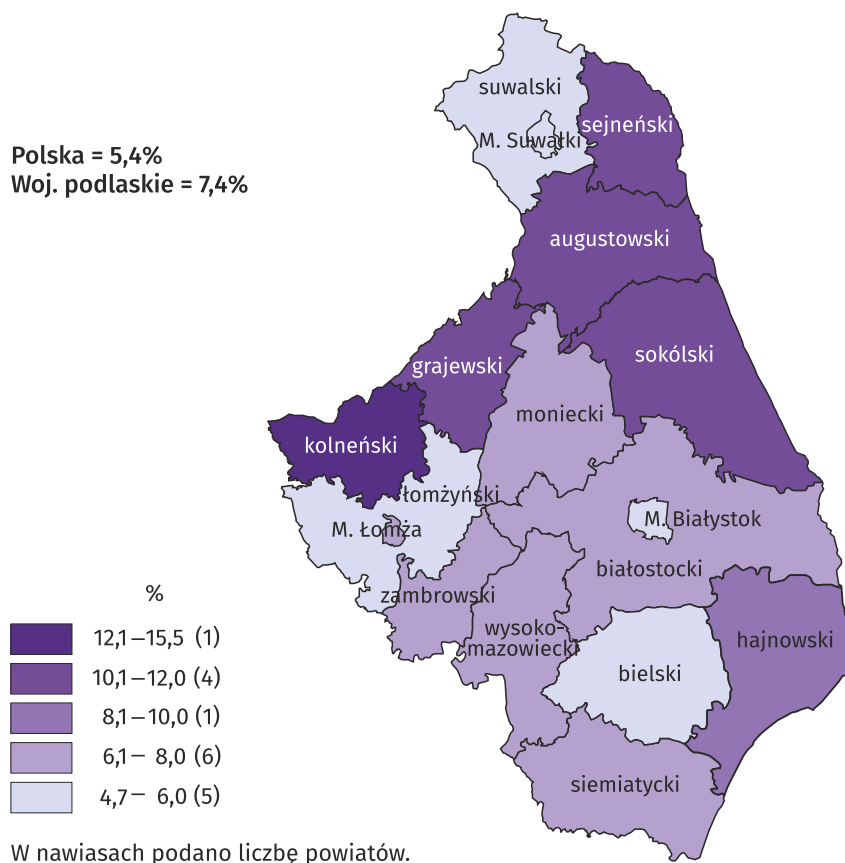 suwalski
sejneński
M. Suwałki
Polska = 5,4%
Woj. podlaskie = 7,4%
augustowski
sokólski
grajewski
moniecki
kolneński
łomżyński
M. Białystok
M. Łomża
białostocki
%
zambrowski
wysoko-
mazowiecki
hajnowski
12,1–15,5 (1)
bielski
10,1–12,0 (4)
8,1–10,0 (1)
6,1– 8,0 (6)
siemiatycki
4,7– 6,0 (5)
W nawiasach podano liczbę powiatów.